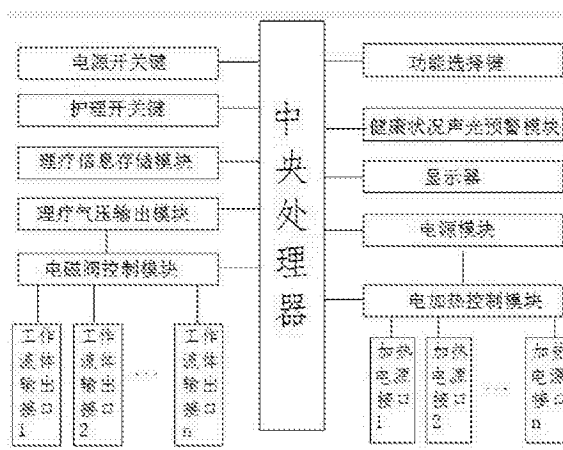 电源开关键
护理开关键
理疗信息存储模块
理疗气压输出模块
电磁阀控制模块
工作流体输出接口1
工作流体输出接口2
...
工作流体输出接口n
中央处理器
功能选择键
健康状况声光预警模块
显示器
电源模块
电加热控制模块
加热电源接口1
加热电源接口2
...
加热电源接口n